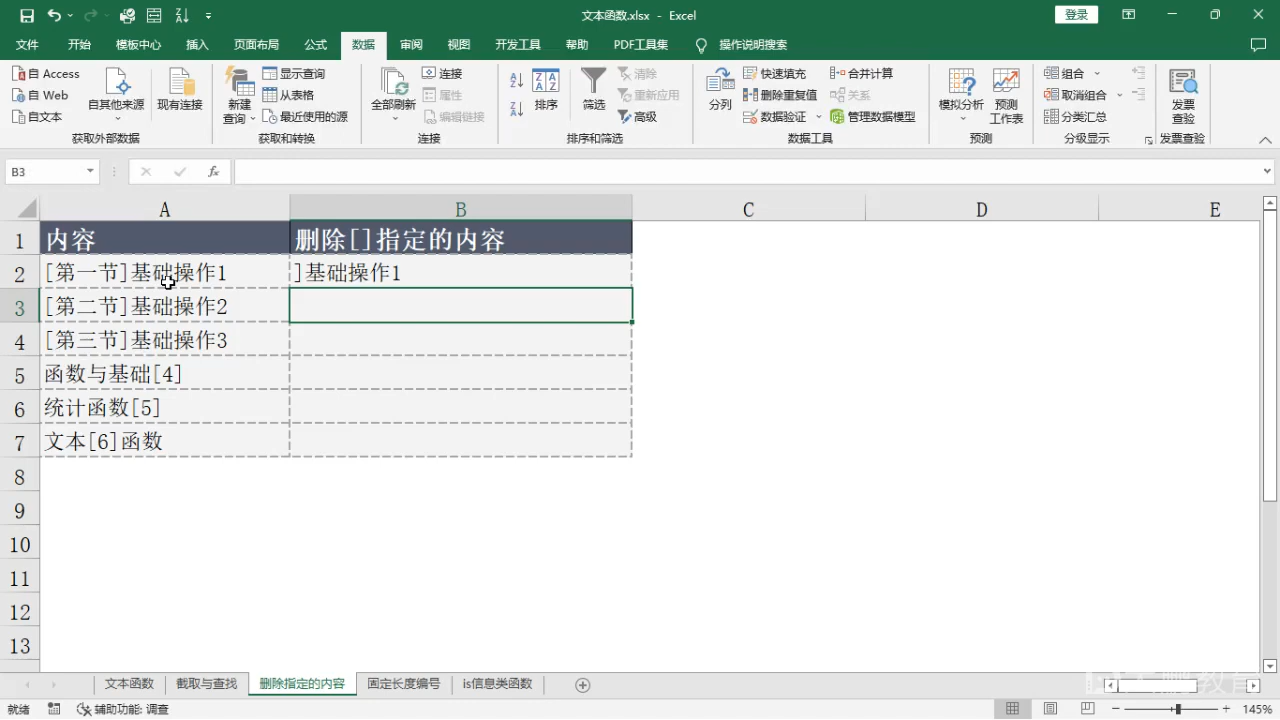 文本函数.xlsx - Excel
登录
文件 开始 模板中心 插入 页面布局 公式 数据 审阅 视图 开发工具 帮助 PDF工具集 操作说明搜索
自 Access
自 Web
自文本
自其他来源
现有连接
获取外部数据
新建
查询
显示查询
从表格
最近使用的源
获取和转换
全部刷新
连接
属性
编辑链接
连接
排序
筛选
清除
重新应用
高级
排序和筛选
分列
快速填充
删除重复值
数据验证
合并计算
关系
管理数据模型
数据工具
模拟分析
预测
工作表
预测
组合
取消组合
分类汇总
分级显示
发票
查验
发票查验
B3
fx
A B C D E
1 内容 删除[]指定的内容
2 [第一节]基础操作1 ]基础操作1
3 [第二节]基础操作2
4 [第三节]基础操作3
5 函数与基础[4]
6 统计函数[5]
7 文本[6]函数
8
9
10
11
12
13
文本函数 截取与查找 删除指定的内容 固定长度编号 is信息类函数
就绪 辅助功能: 调查 145%